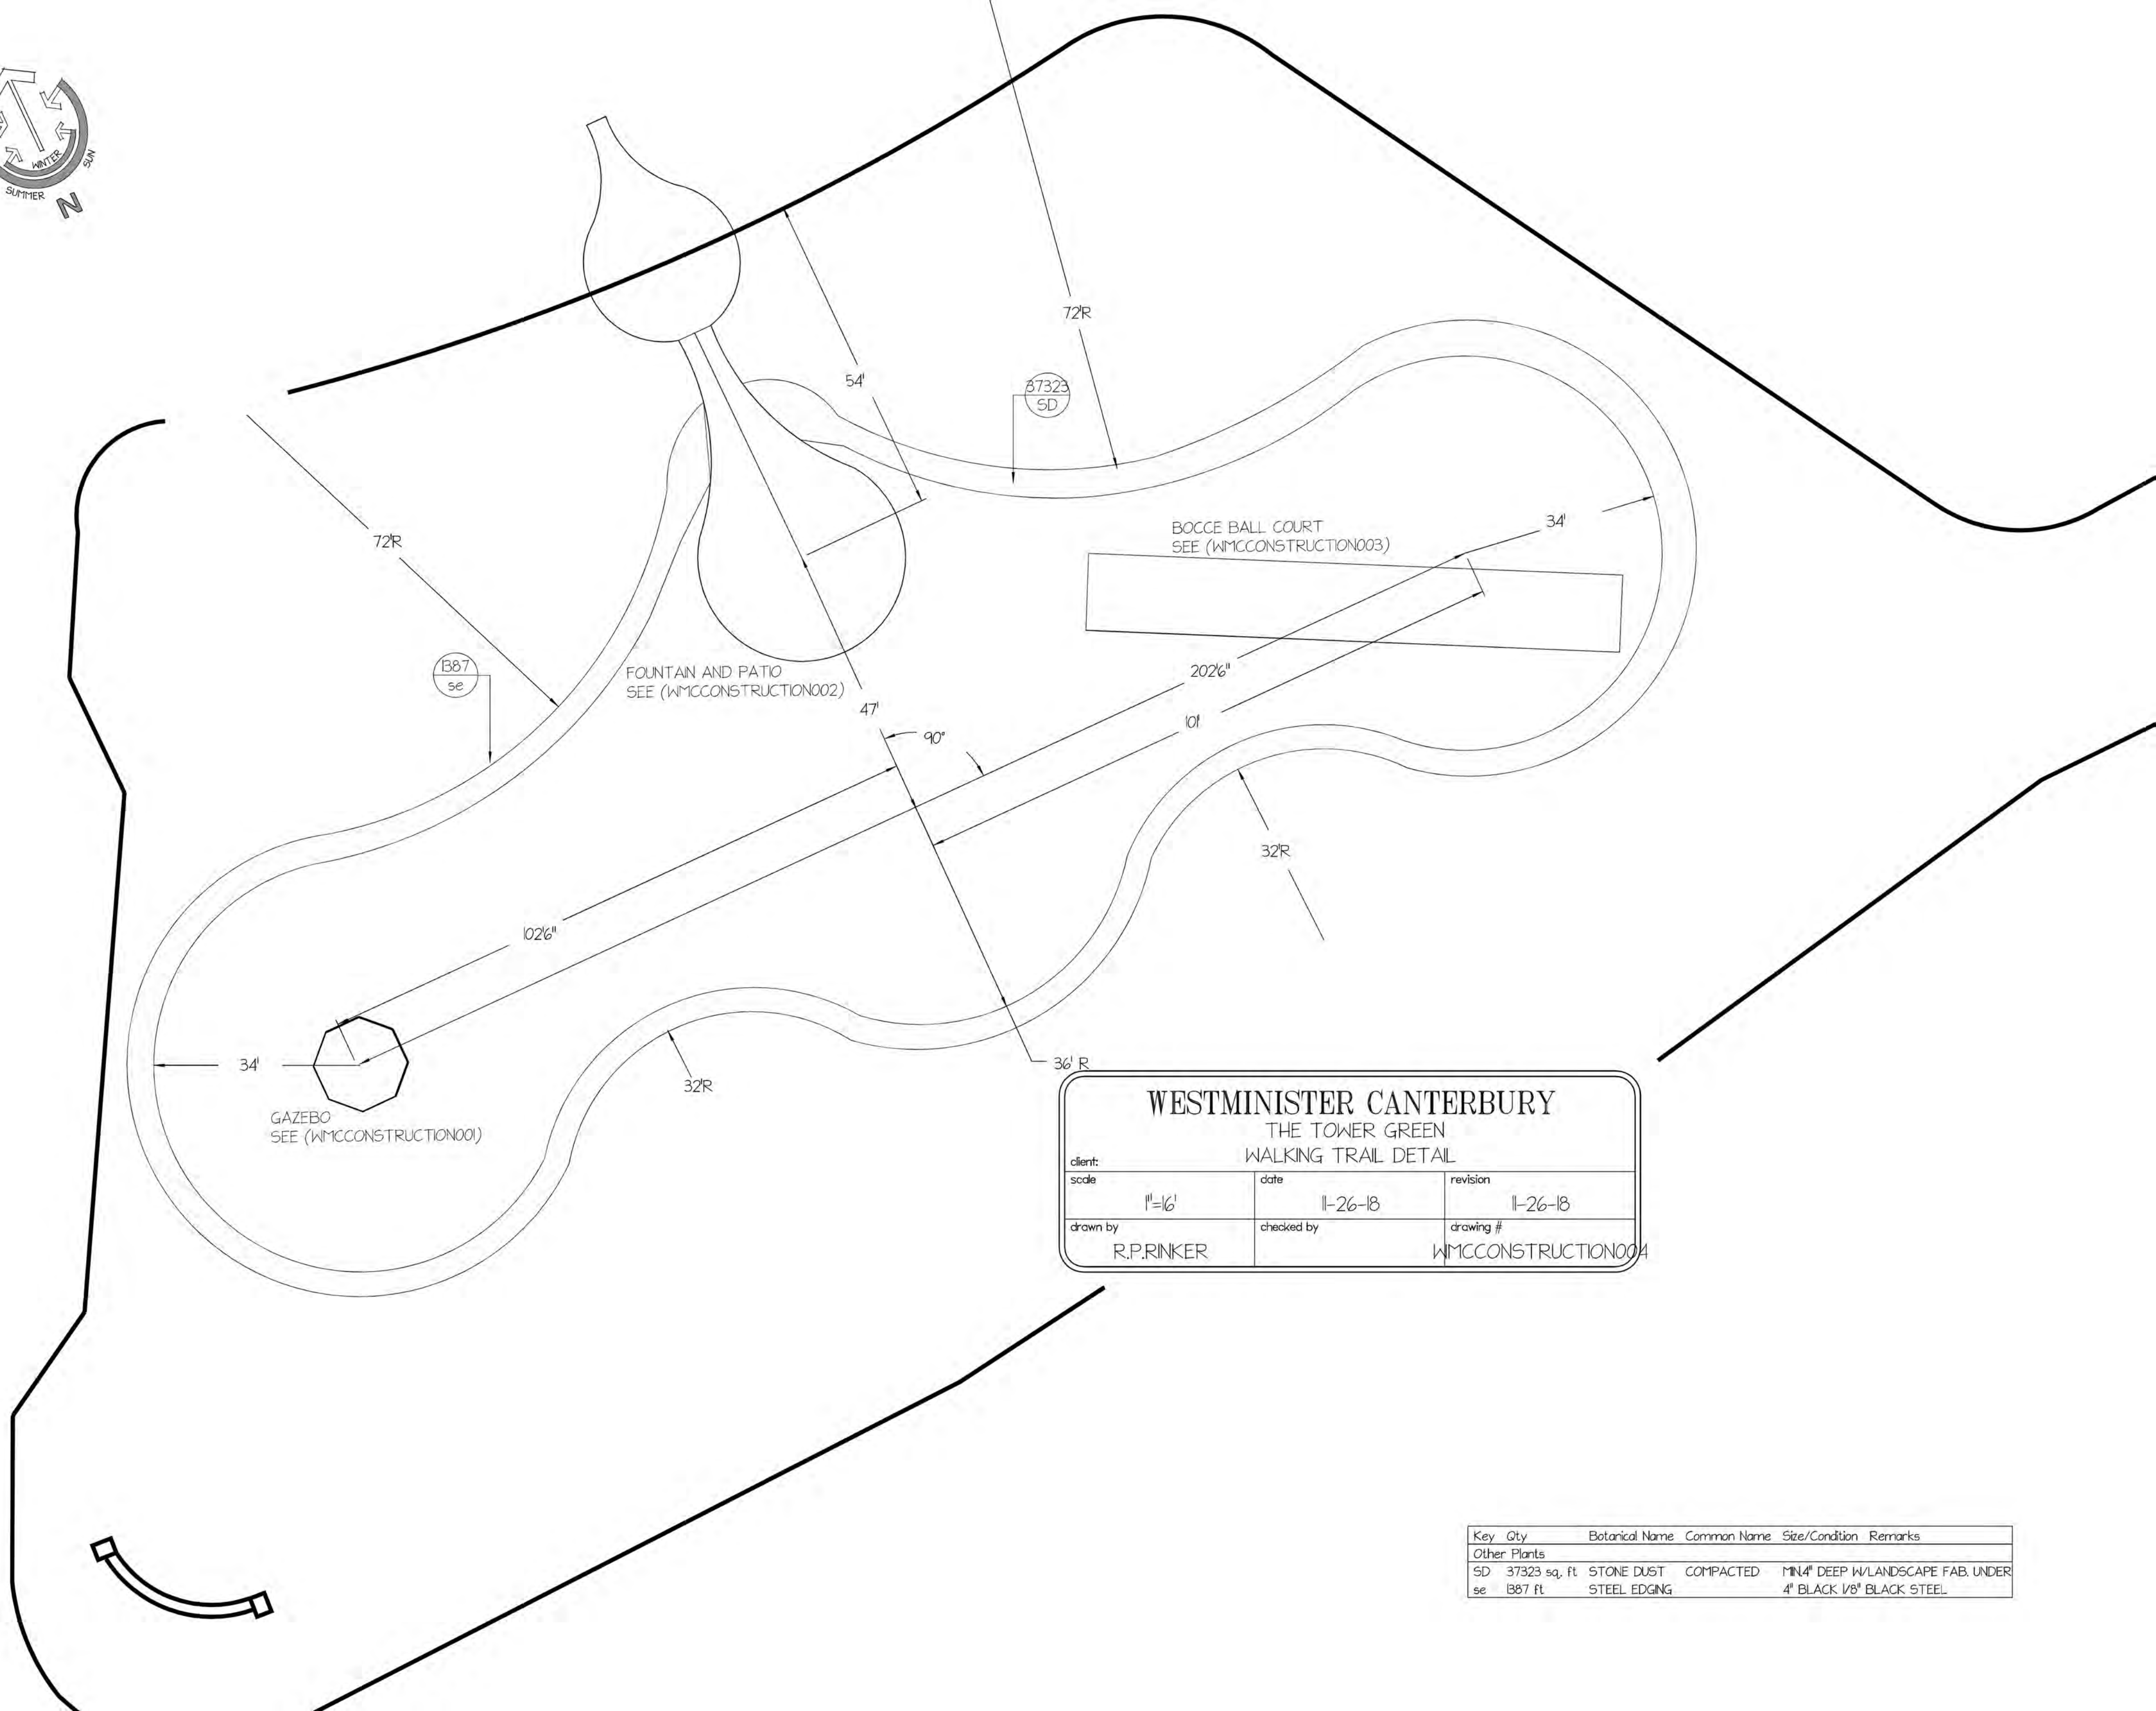 WINTER
SUMMER
SUN
N
72'R
54'
37323
SD
72'R
BOCCE BALL COURT
SEE (WMCCONSTRUCTION003)
34'
1387
se
FOUNTAIN AND PATIO
SEE (WMCCONSTRUCTION002)
202'6"
47'
101'
90°
32'R
102'6"
34'
36' R
32'R
GAZEBO
SEE (WMCCONSTRUCTION001)
WESTMINISTER CANTERBURY
THE TOWER GREEN
WALKING TRAIL DETAIL
client:
scale date revision
1"=16' 11-26-18 11-26-18
drawn by checked by drawing #
R.P.RINKER WMCCONSTRUCTION004
Key Qty Botanical Name Common Name Size/Condition Remarks
Other Plants
SD 37323 sq. ft STONE DUST COMPACTED MIN.4" DEEP W/LANDSCAPE FAB. UNDER
se 1387 ft STEEL EDGING 4" BLACK 1/8" BLACK STEEL